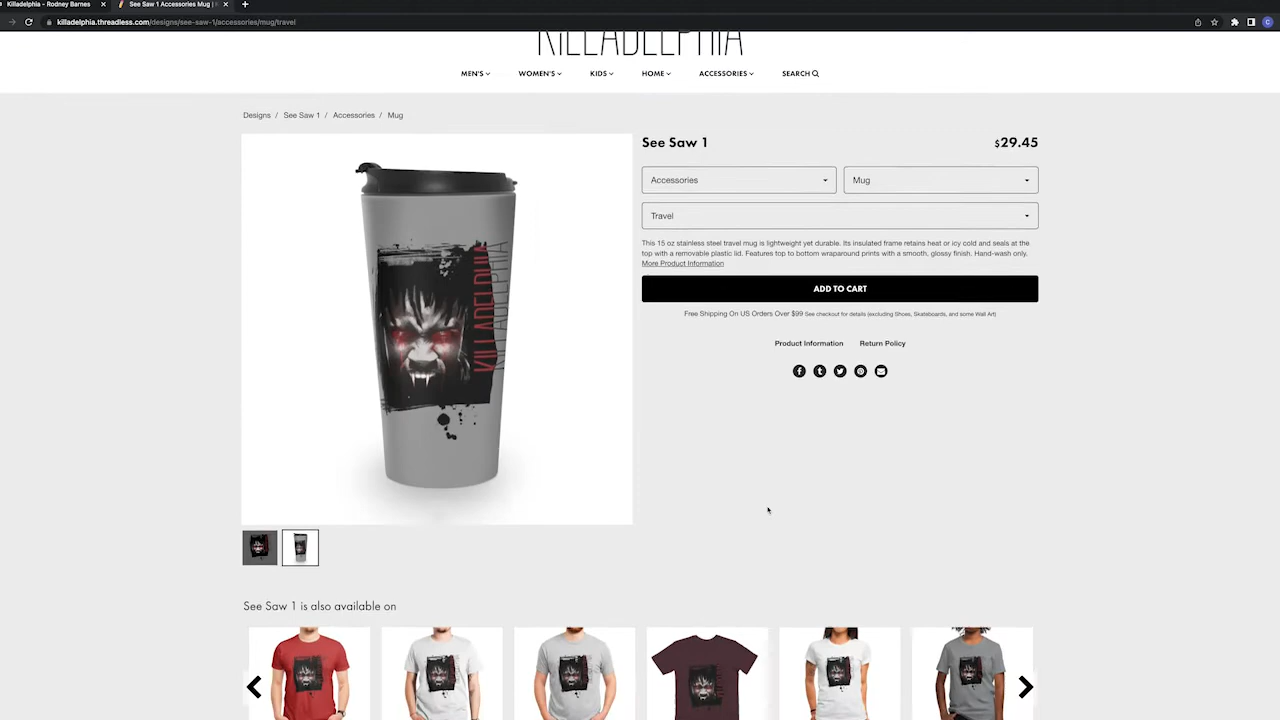 Killadelphia - Rodney Barnes
See Saw 1 Accessories Mug |
killadelphia.threadless.com/designs/see-saw-1/accessories/mug/travel
KILLADELPHIA
MEN'S WOMEN'S KIDS HOME ACCESSORIES SEARCH
Designs / See Saw 1 / Accessories / Mug
See Saw 1 $29.45
Accessories Mug
Travel
This 15 oz stainless steel travel mug is lightweight yet durable. Its insulated frame retains heat or icy cold and seals at the
top with a removable plastic lid. Features top to bottom wraparound prints with a smooth, glossy finish. Hand-wash only.
More Product Information
ADD TO CART
Free Shipping On US Orders Over $99 See checkout for details (excluding Shoes, Skateboards, and some Wall Art)
Product Information Return Policy
KILLADELPHIA
KILLADELPHIA
See Saw 1 is also available on